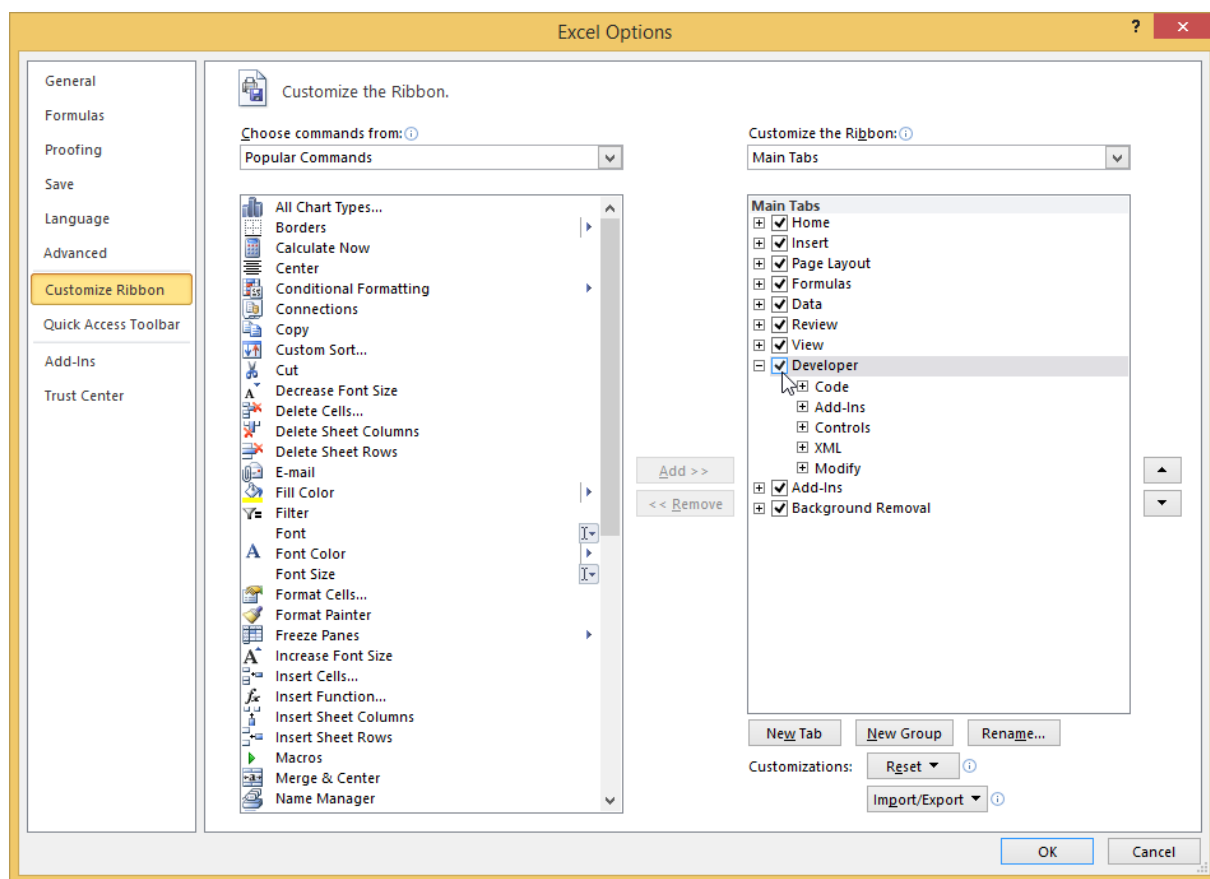 Excel Options
?
General
Formulas
Proofing
Save
Language
Advanced
Customize Ribbon
Quick Access Toolbar
Add-Ins
Trust Center
Customize the Ribbon.
Choose commands from:
Popular Commands
All Chart Types...
Borders
Calculate Now
Center
Conditional Formatting
Connections
Copy
Custom Sort...
Cut
Decrease Font Size
Delete Cells...
Delete Sheet Columns
Delete Sheet Rows
E-mail
Fill Color
Filter
Font
Font Color
Font Size
Format Cells...
Format Painter
Freeze Panes
Increase Font Size
Insert Cells...
Insert Function...
Insert Sheet Columns
Insert Sheet Rows
Macros
Merge & Center
Name Manager
Add >>
<< Remove
Customize the Ribbon:
Main Tabs
Main Tabs
Home
Insert
Page Layout
Formulas
Data
Review
View
Developer
Code
Add-Ins
Controls
XML
Modify
Add-Ins
Background Removal
New Tab New Group Rename...
Customizations: Reset
Import/Export
OK Cancel